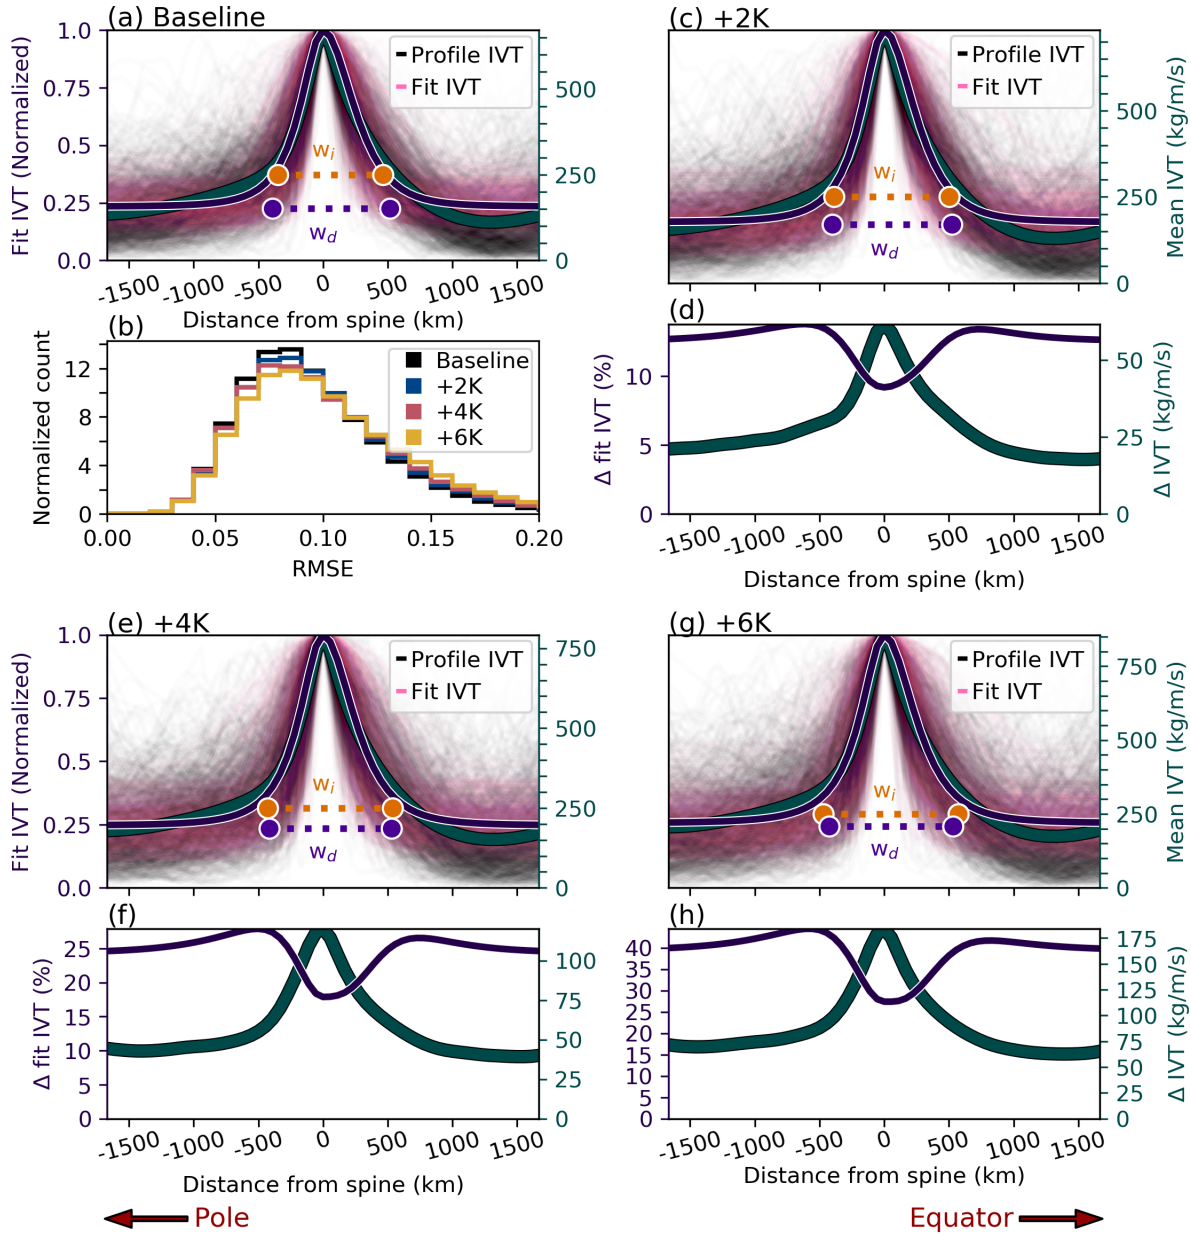 (a) Baseline
Fit IVT (Normalized)
1.0
0.75
0.5
0.25
0.0
Profile IVT
Fit IVT
wi
wd
500
250
0
-1500 -1000 -500 0 500 1000 1500
Distance from spine (km)
(c) +2K
Profile IVT
Fit IVT
wi
wd
500
250
0
Mean IVT (kg/m/s)
(b)
Normalized count
12
8
4
0
Baseline
+2K
+4K
+6K
0.00 0.05 0.10 0.15 0.20
RMSE
(d)
Δ fit IVT (%)
10
5
0
50
25
0
Δ IVT (kg/m/s)
-1500 -1000 -500 0 500 1000 1500
Distance from spine (km)
(e) +4K
Fit IVT (Normalized)
1.0
0.75
0.5
0.25
0.0
Profile IVT
Fit IVT
wi
wd
750
500
250
0
(g) +6K
Profile IVT
Fit IVT
wi
wd
750
500
250
0
Mean IVT (kg/m/s)
(f)
Δ fit IVT (%)
25
20
15
10
5
0
100
75
50
25
0
-1500 -1000 -500 0 500 1000 1500
Distance from spine (km)
(h)
40
35
30
25
20
15
10
5
0
175
150
125
100
75
50
25
0
Δ IVT (kg/m/s)
-1500 -1000 -500 0 500 1000 1500
Distance from spine (km)
Pole
Equator